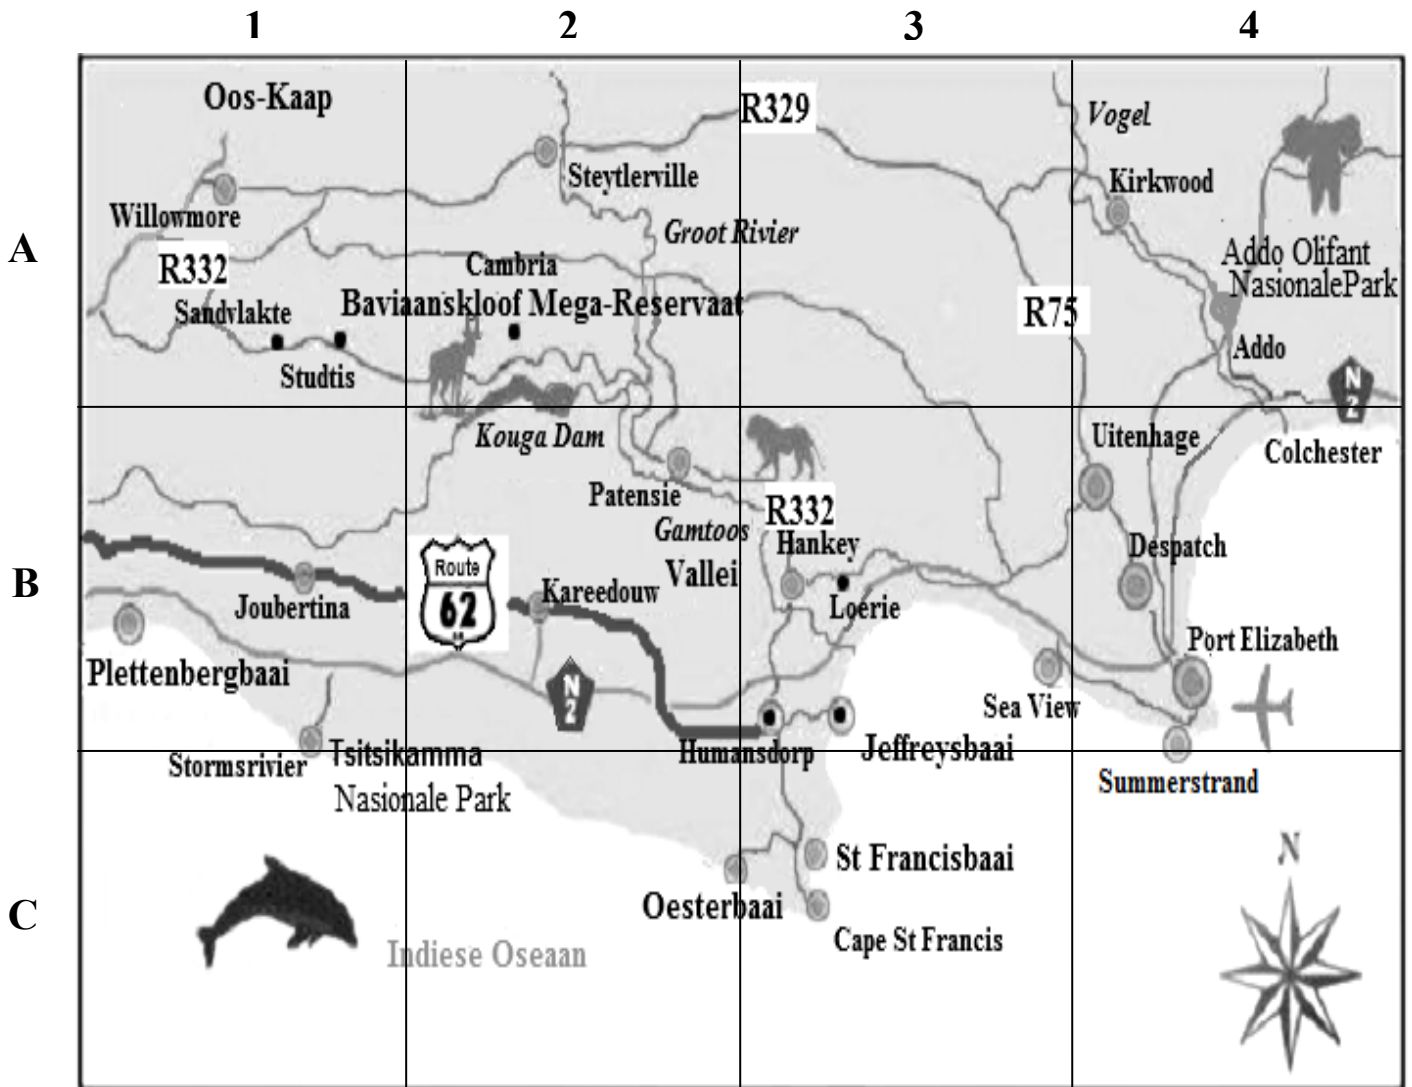 1 2 3 4
Oos-Kaap
R329
Vogel
Steytlerville
Kirkwood
Willowmore
Groot Rivier
A
R332
Cambria
Addo Olifant
NasionalePark
Sandvlakte
Baviaanskloof Mega-Reservaat
R75
Studtis
Addo
N
2
Kouga Dam
Uitenhage
Colchester
Patensie
R332
Gamtoos
Hankey
Vallei
Despatch
Route
62
B
Joubertina
Kareedouw
Loerie
Port Elizabeth
Plettenbergbaai
N
2
Sea View
Stormsrivier
Tsitsikamma
Nasionale Park
Humansdorp
Jeffreysbaai
Summerstrand
N
St Francisbaai
C
Oesterbaai
Cape St Francis
Indiese Oseaan